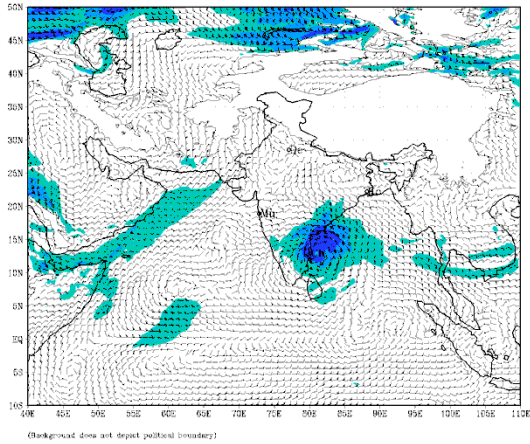 50N
45N
40N
35N
30N
25N
20N
15N
10N
5N
EQ
5S
10S
40E 45E 50E 55E 60E 65E 70E 75E 80E 85E 90E 95E 100E 105E 110E
(Background does not depict political boundary)